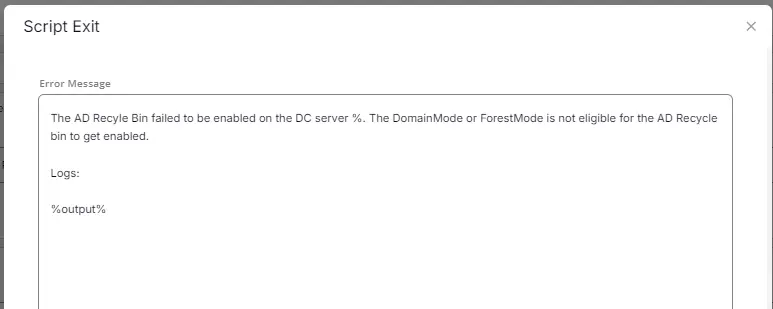 Script Exit
Error Message
The AD Recyle Bin failed to be enabled on the DC server %. The DomainMode or ForestMode is not eligible for the AD Recycle
bin to get enabled.
Logs:
%output%